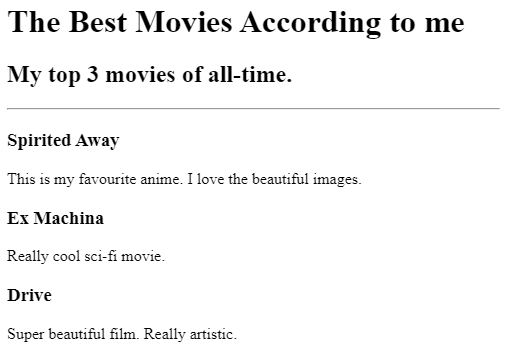 The Best Movies According to me
My top 3 movies of all-time.
Spirited Away
This is my favourite anime. I love the beautiful images.
Ex Machina
Really cool sci-fi movie.
Drive
Super beautiful film. Really artistic.